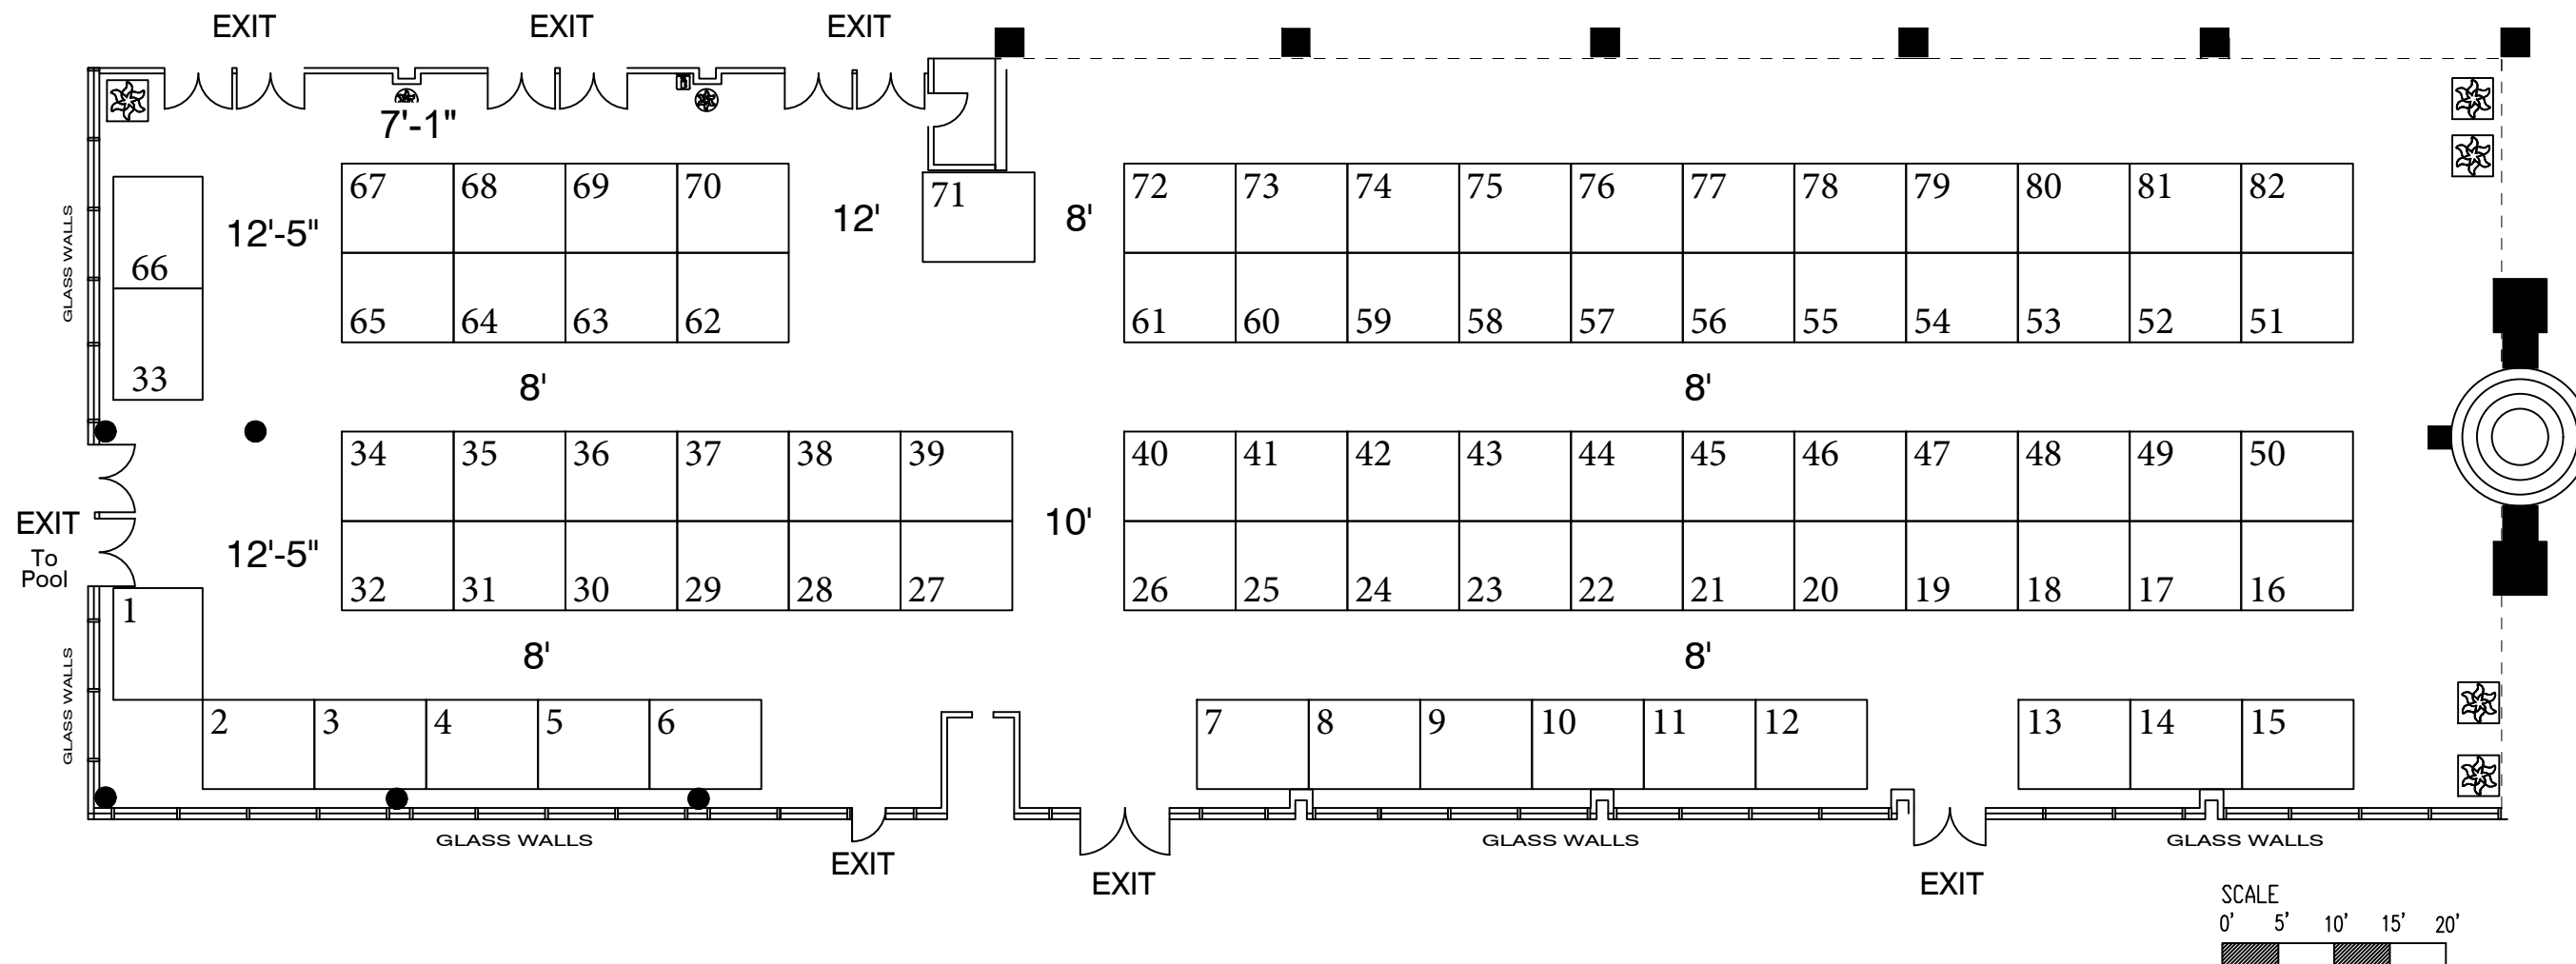 EXIT EXIT EXIT
7'-1"
GLASS WALLS
66
33
12'-5"
67 68 69 70
65 64 63 62
12'
71
8'
72 73 74 75 76 77 78 79 80 81 82
61 60 59 58 57 56 55 54 53 52 51
8' 8'
34 35 36 37 38 39
40 41 42 43 44 45 46 47 48 49 50
EXIT
To
Pool
12'-5"
10'
32 31 30 29 28 27
26 25 24 23 22 21 20 19 18 17 16
1
8' 8'
GLASS WALLS
2 3 4 5 6
7 8 9 10 11 12
13 14 15
GLASS WALLS GLASS WALLS GLASS WALLS
EXIT
EXIT EXIT
SCALE
0' 5' 10' 15' 20'